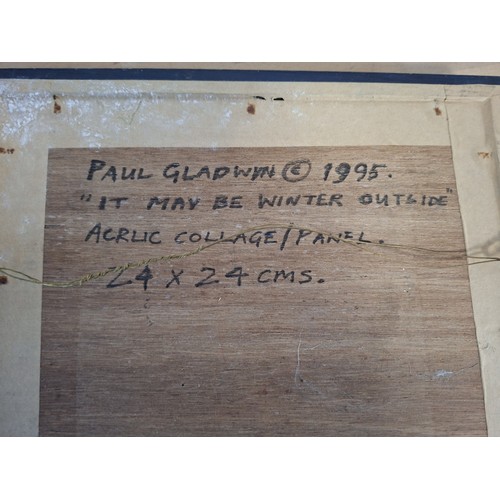 PAUL GLADWYN © 1995.
"IT MAY BE WINTER OUTSIDE"
ACRLIC COLLAGE/PANEL.
24 X 24 CMS.